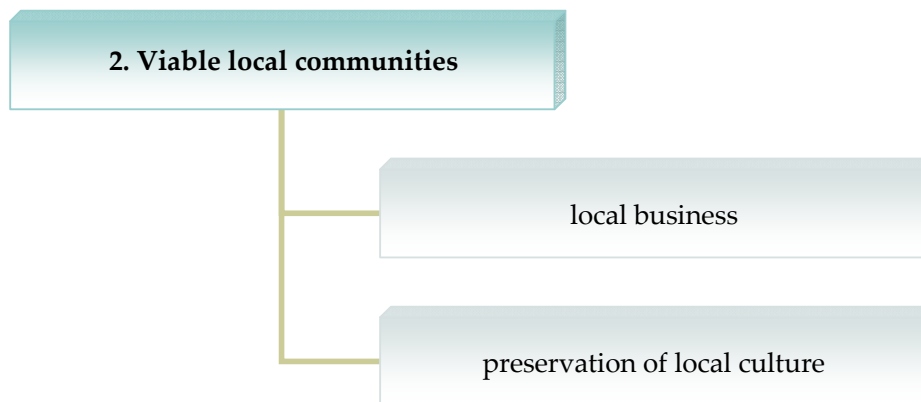 2. Viable local communities
local business
preservation of local culture